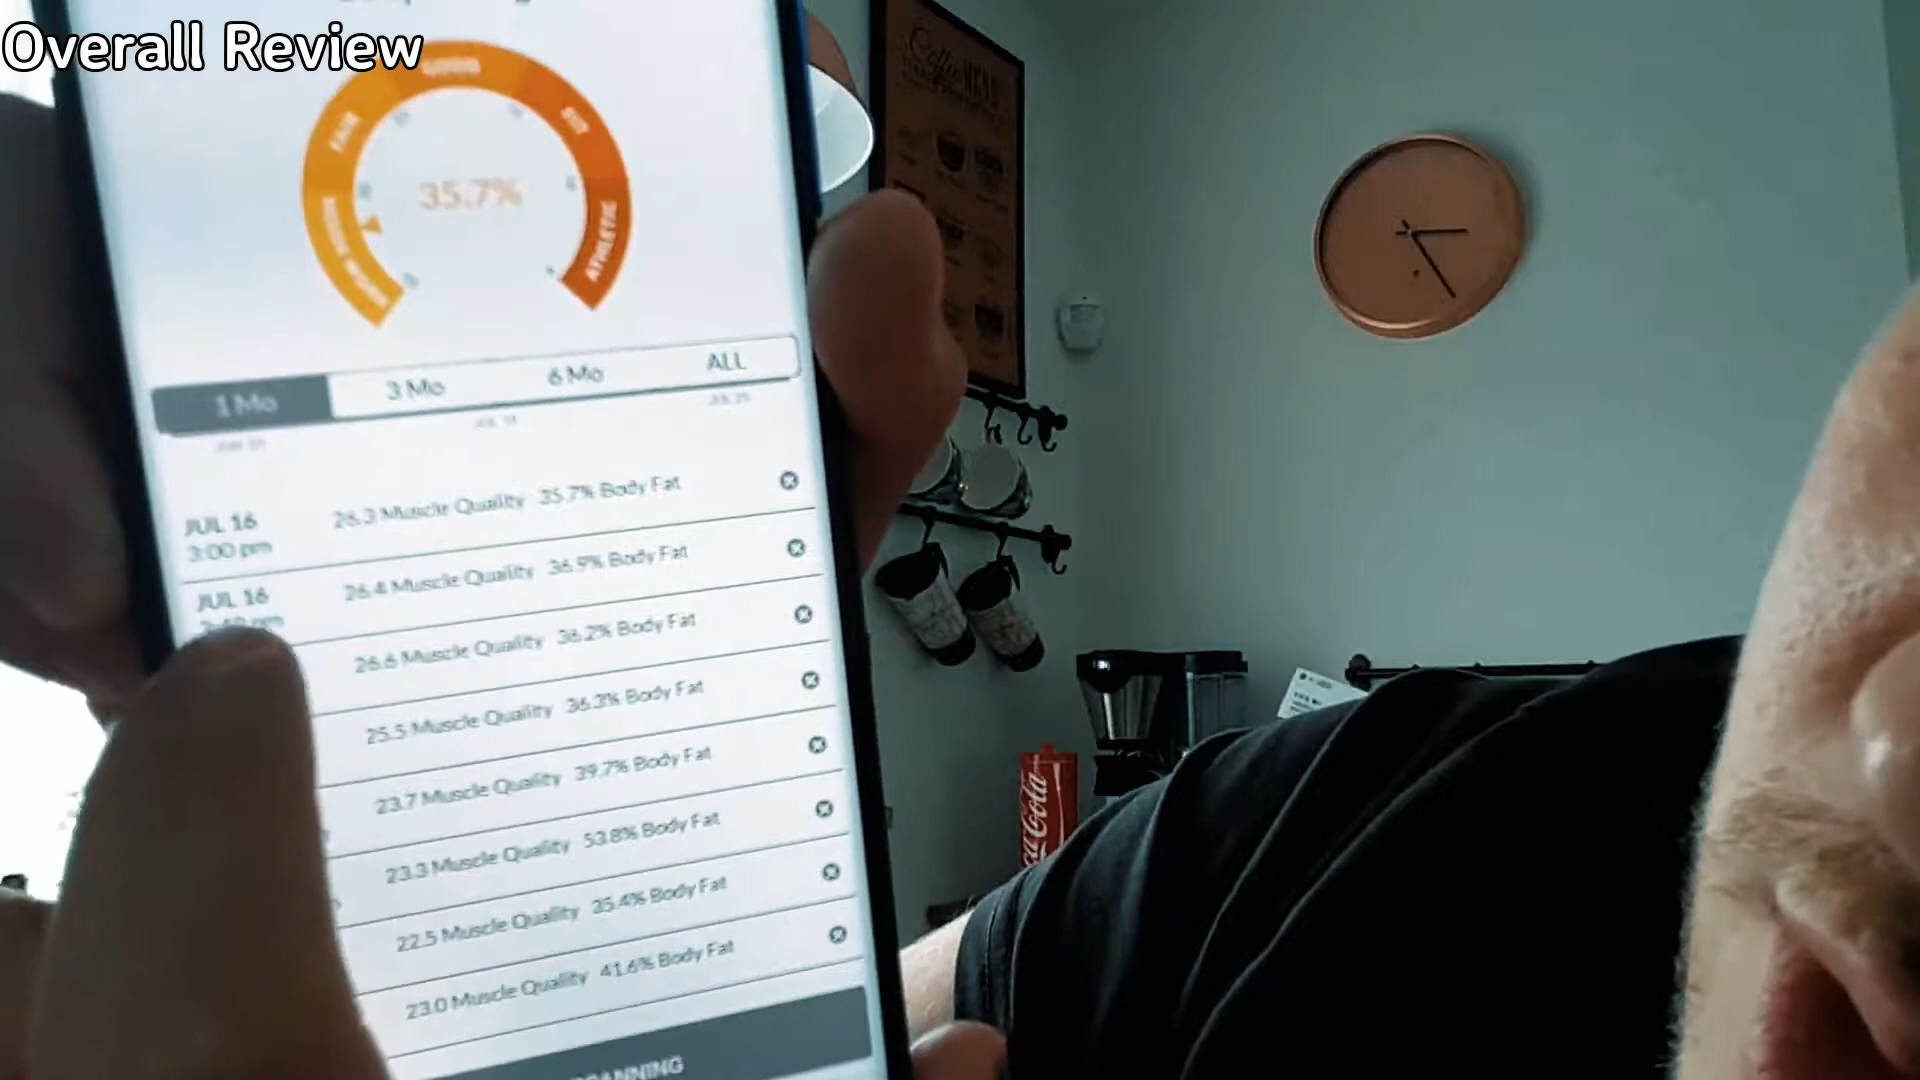 Overall Review
GOOD
FAIR
FIT
ATHLETIC
35.7%
1 Mo 3 Mo 6 Mo ALL
JUL 16
3:00 pm
26.3 Muscle Quality 35.7% Body Fat
JUL 16
26.4 Muscle Quality 36.9% Body Fat
26.6 Muscle Quality 36.2% Body Fat
25.5 Muscle Quality 36.3% Body Fat
23.7 Muscle Quality 39.7% Body Fat
23.3 Muscle Quality 53.8% Body Fat
22.5 Muscle Quality 35.4% Body Fat
23.0 Muscle Quality 41.6% Body Fat
Coffee MENU